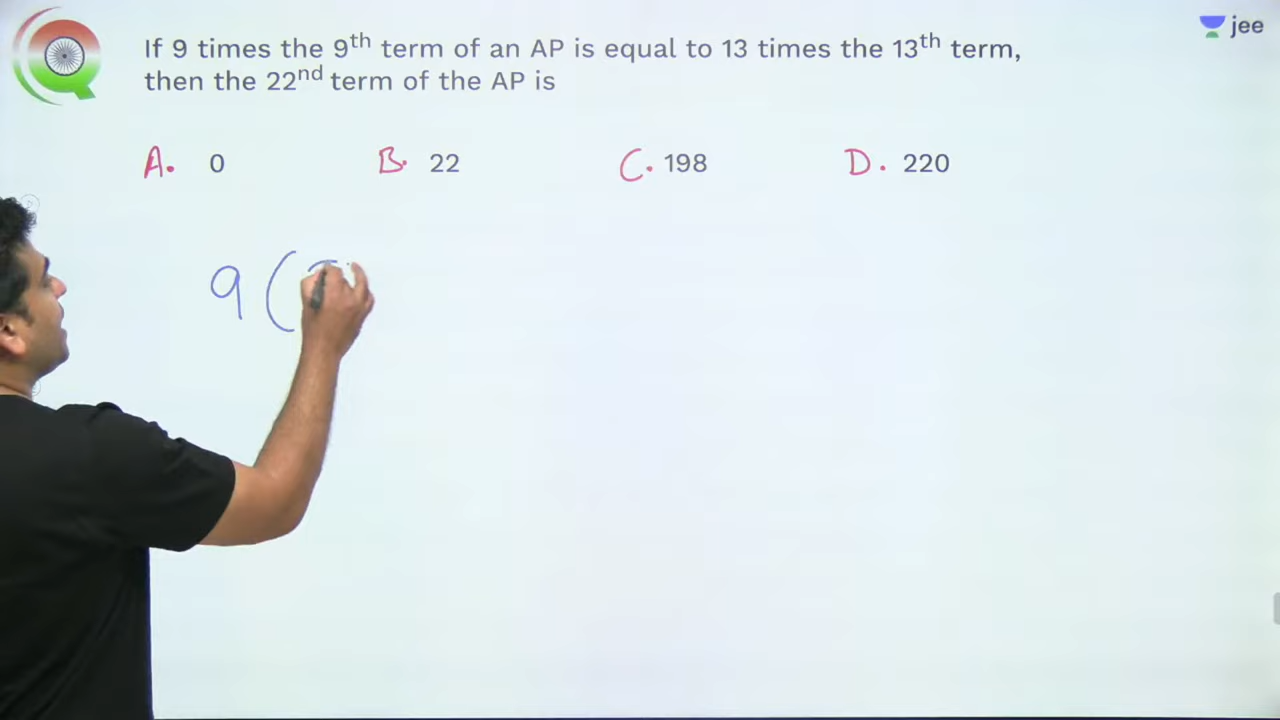 jee
If 9 times the 9th term of an AP is equal to 13 times the 13th term,
then the 22nd term of the AP is
A. 0 B. 22 C. 198 D. 220
9 (